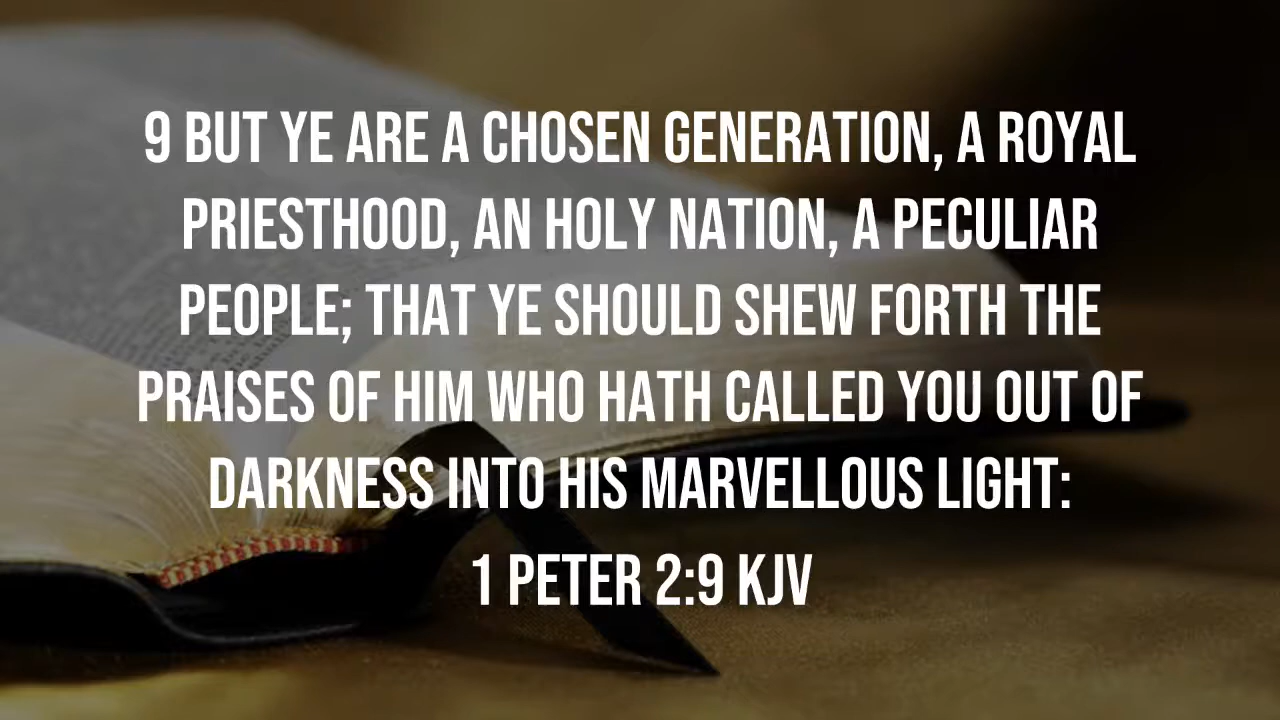 9 BUT YE ARE A CHOSEN GENERATION, A ROYAL
PRIESTHOOD, AN HOLY NATION, A PECULIAR
PEOPLE; THAT YE SHOULD SHEW FORTH THE
PRAISES OF HIM WHO HATH CALLED YOU OUT OF
DARKNESS INTO HIS MARVELLOUS LIGHT:
1 PETER 2:9 KJV